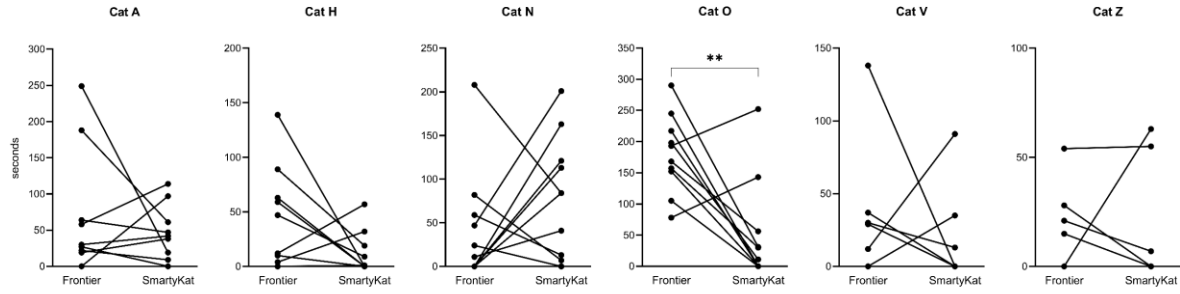 Cat A
Cat H
Cat N
Cat O
Cat V
Cat Z
seconds
300
250
200
150
100
50
0
Frontier
SmartyKat
200
150
100
50
0
Frontier
SmartyKat
250
200
150
100
50
0
Frontier
SmartyKat
350
300
250
200
150
100
50
0
**
Frontier
SmartyKat
150
100
50
0
Frontier
SmartyKat
100
50
0
Frontier
SmartyKat